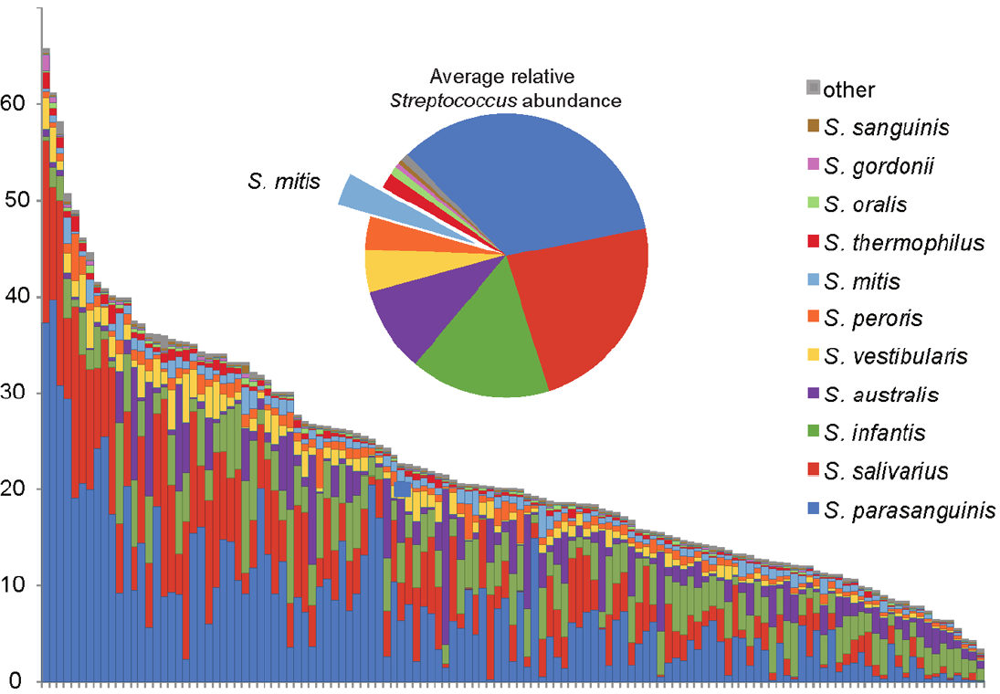 Average relative
Streptococcus abundance
S. mitis
other
S. sanguinis
S. gordonii
S. oralis
S. thermophilus
S. mitis
S. peroris
S. vestibularis
S. australis
S. infantis
S. salivarius
S. parasanguinis
60
50
40
30
20
10
0